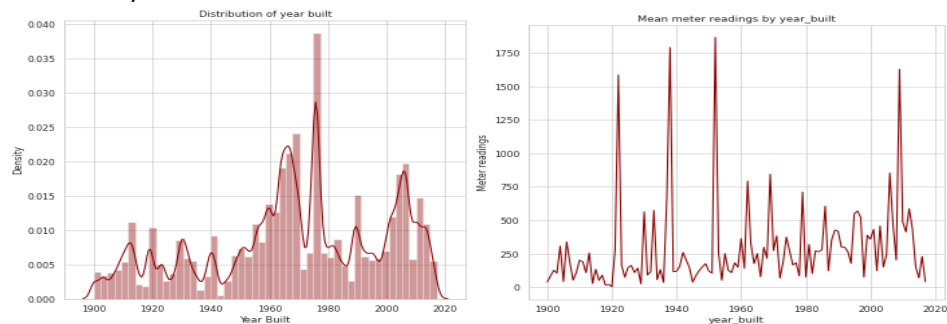 Distribution of year built
0.040
0.035
0.030
0.025
0.020
0.015
0.010
0.005
0.000
Density
1900 1920 1940 1960 1980 2000 2020
Year Built
Mean meter readings by year_built
1750
1500
1250
1000
750
500
250
0
Meter readings
1900 1920 1940 1960 1980 2000 2020
year_built